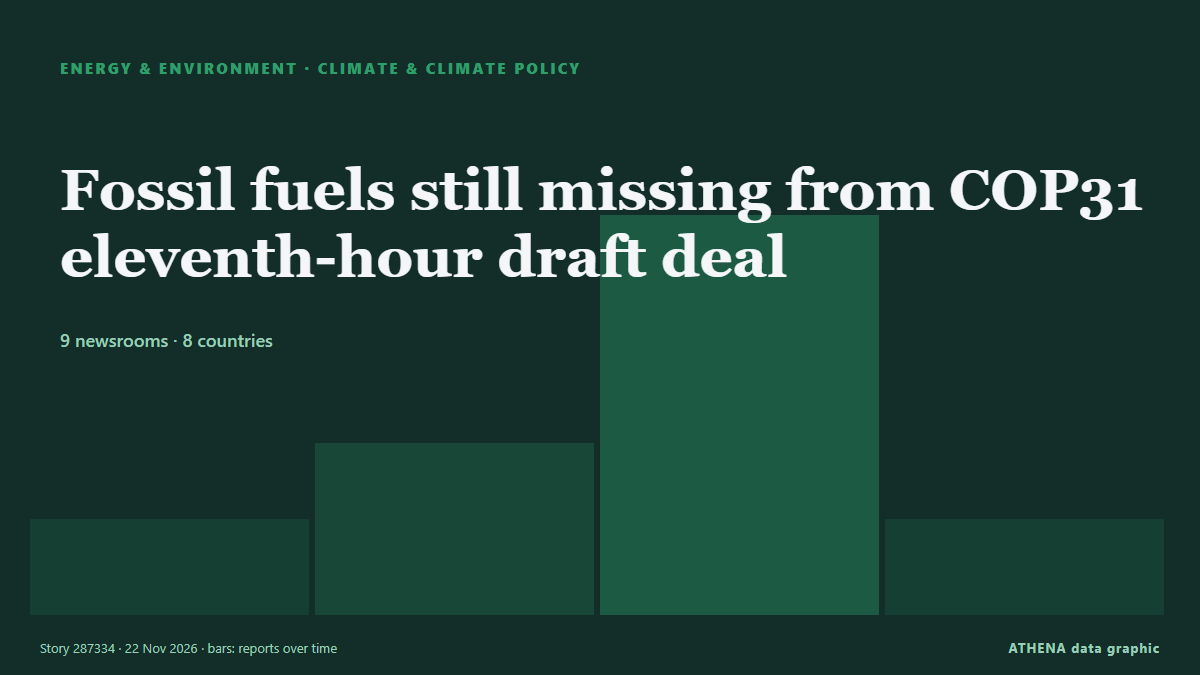 ENERGY & ENVIRONMENT · CLIMATE & CLIMATE POLICY
Fossil fuels still missing from COP31
eleventh-hour draft deal
9 newsrooms · 8 countries
Story 287334 · 22 Nov 2026 · bars: reports over time
ATHENA data graphic